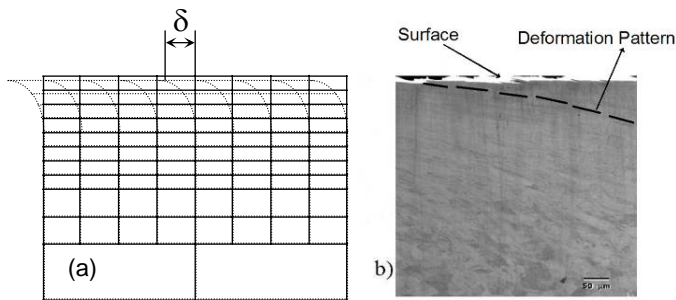 δ
(a)
Surface
Deformation Pattern
b)
50 μm